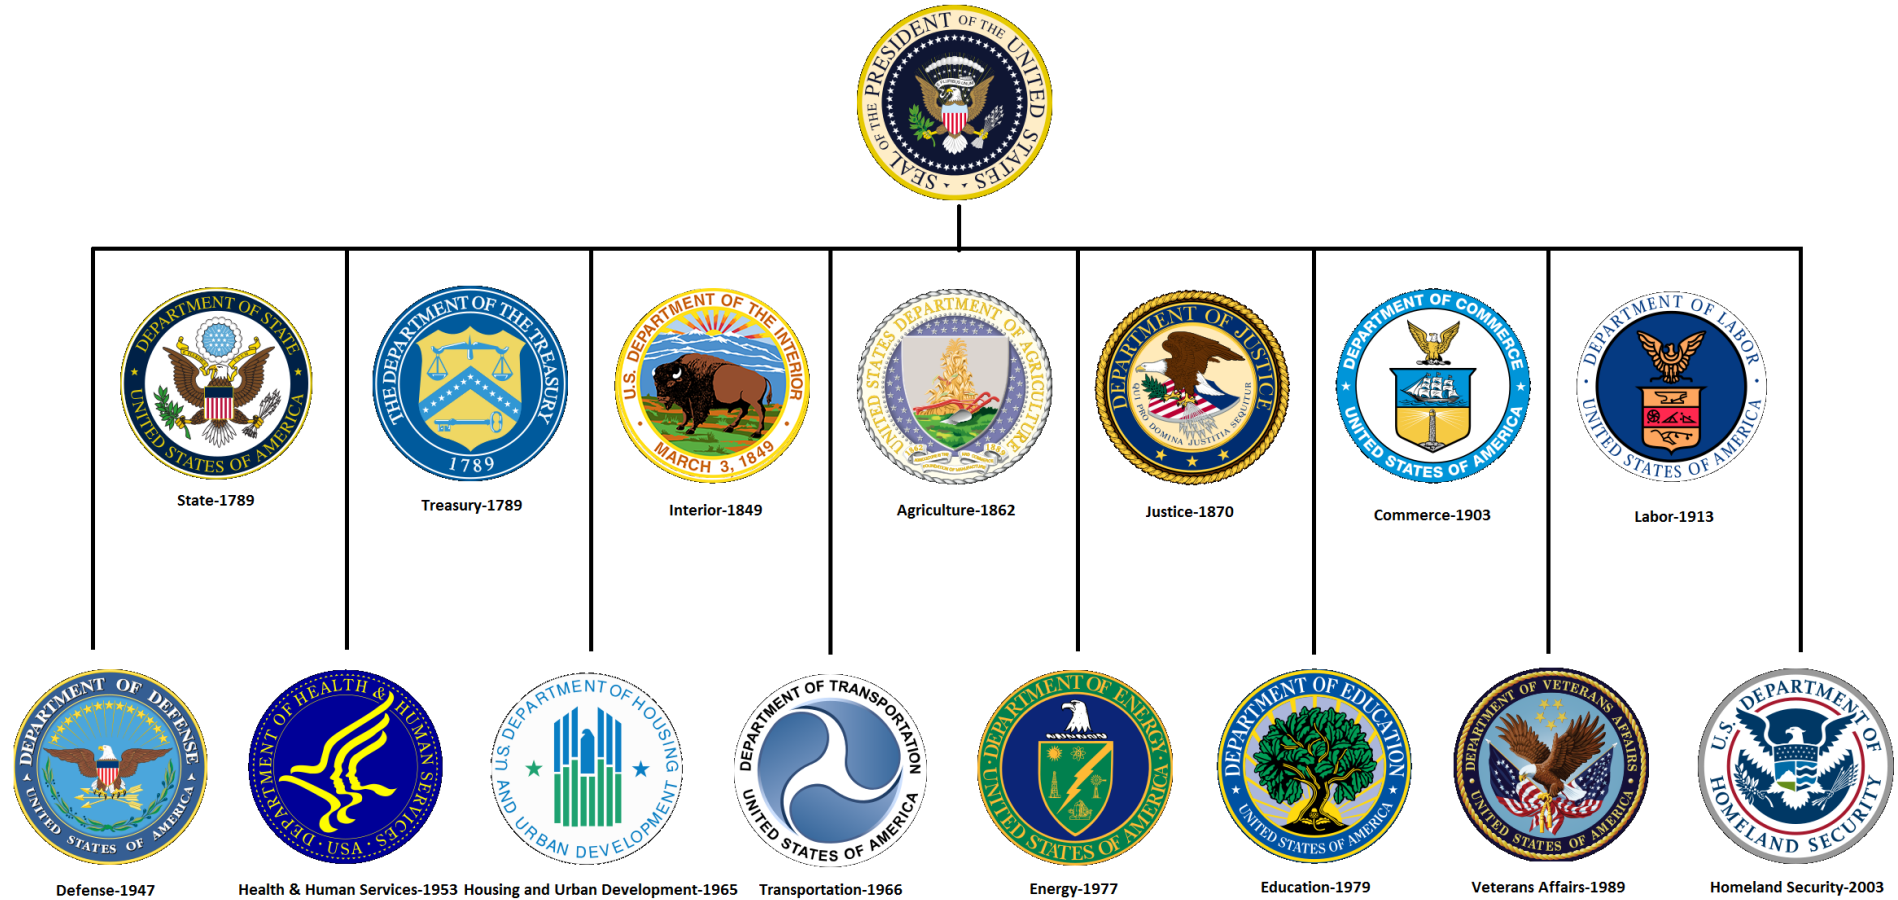 SEAL OF THE PRESIDENT OF THE UNITED STATES
E PLURIBUS UNUM
DEPARTMENT OF STATE
UNITED STATES OF AMERICA
THE DEPARTMENT OF THE TREASURY
1789
U.S. DEPARTMENT OF THE INTERIOR
MARCH 3, 1849
UNITED STATES DEPARTMENT OF AGRICULTURE
1862
1889
DEPARTMENT OF JUSTICE
QUI PRO DOMINA JUSTITIA SEQUITUR
DEPARTMENT OF COMMERCE
UNITED STATES OF AMERICA
DEPARTMENT OF LABOR
UNITED STATES OF AMERICA
State-1789
Treasury-1789
Interior-1849
Agriculture-1862
Justice-1870
Commerce-1903
Labor-1913
DEPARTMENT OF DEFENSE
UNITED STATES OF AMERICA
DEPARTMENT OF HEALTH & HUMAN SERVICES · USA
U.S. DEPARTMENT OF HOUSING
AND URBAN DEVELOPMENT
DEPARTMENT OF TRANSPORTATION
UNITED STATES OF AMERICA
DEPARTMENT OF ENERGY
UNITED STATES OF AMERICA
DEPARTMENT OF EDUCATION
UNITED STATES OF AMERICA
DEPARTMENT OF VETERANS AFFAIRS
UNITED STATES OF AMERICA
U.S. DEPARTMENT OF
HOMELAND SECURITY
Defense-1947
Health & Human Services-1953
Housing and Urban Development-1965
Transportation-1966
Energy-1977
Education-1979
Veterans Affairs-1989
Homeland Security-2003